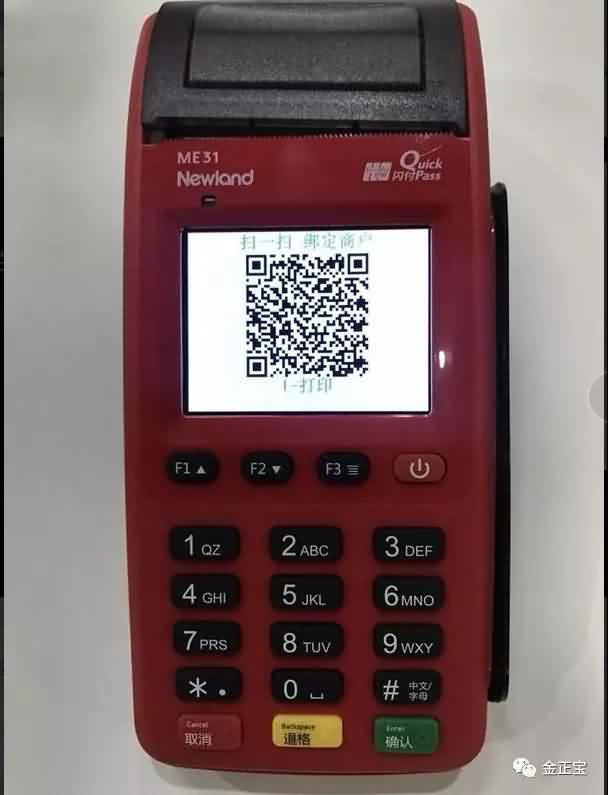 ME31
Newland
Quick
闪付Pass
扫一扫 绑定商户
1-打印
F1▲ F2▼ F3☰
1 QZ 2 ABC 3 DEF
4 GHI 5 JKL 6 MNO
7 PRS 8 TUV 9 WXY
* . 0 ⎵ # 中文/字母
Cancel Backspace Enter
取消 退格 确认
金正宝